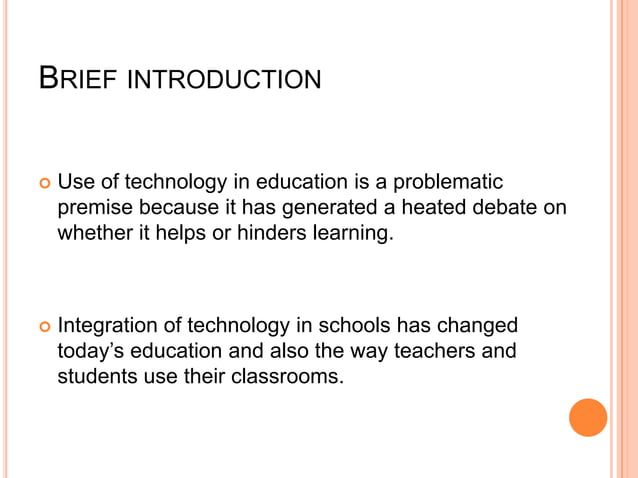 BRIEF INTRODUCTION
Use of technology in education is a problematic
premise because it has generated a heated debate on
whether it helps or hinders learning.
Integration of technology in schools has changed
today’s education and also the way teachers and
students use their classrooms.